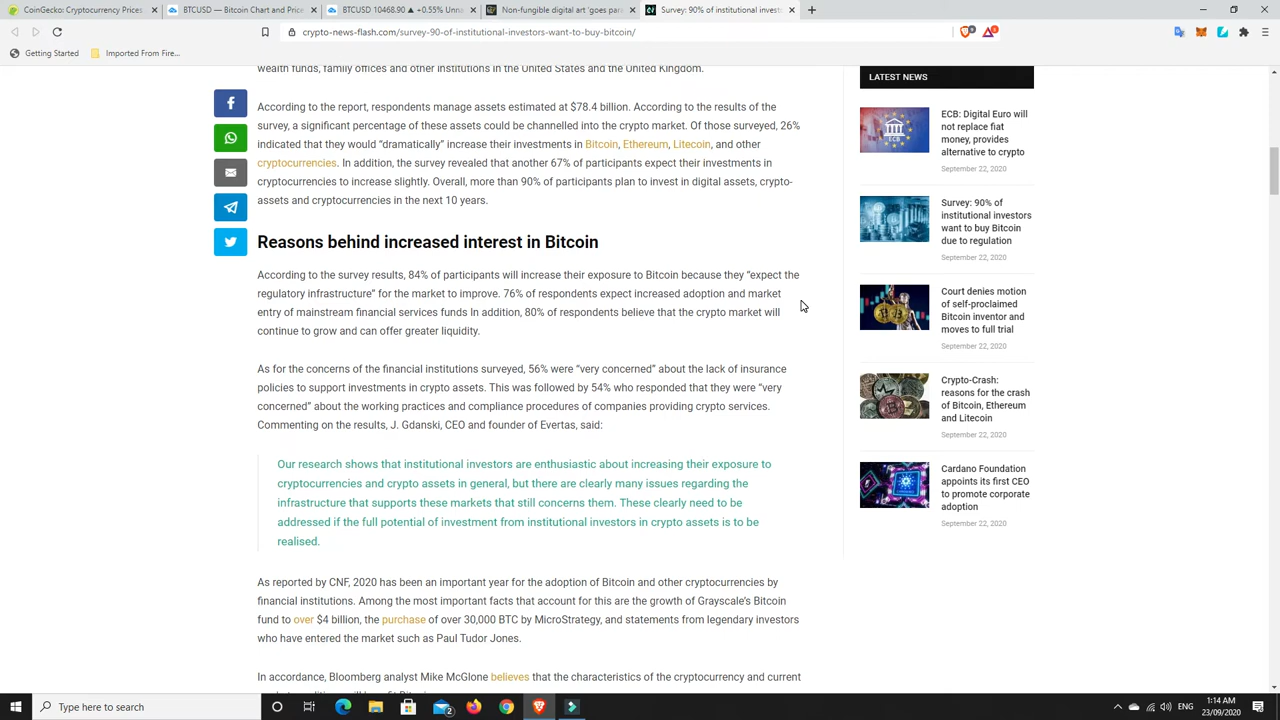 CoinGecko: Cryptocurrency Prices
BTCUSD — Bitcoin Chart
BTCUSD 10468.90 ▲ +0.55% Unna
Non-fungible digital art 'goes par
Survey: 90% of institutional invest
crypto-news-flash.com/survey-90-of-institutional-investors-want-to-buy-bitcoin/
Getting Started
Imported From Fire...
wealth funds, family offices and other institutions in the United States and the United Kingdom.
According to the report, respondents manage assets estimated at $78.4 billion. According to the results of the
survey, a significant percentage of these assets could be channelled into the crypto market. Of those surveyed, 26%
indicated that they would "dramatically" increase their investments in Bitcoin, Ethereum, Litecoin, and other
cryptocurrencies. In addition, the survey revealed that another 67% of participants expect their investments in
cryptocurrencies to increase slightly. Overall, more than 90% of participants plan to invest in digital assets, crypto-
assets and cryptocurrencies in the next 10 years.
Reasons behind increased interest in Bitcoin
According to the survey results, 84% of participants will increase their exposure to Bitcoin because they "expect the
regulatory infrastructure" for the market to improve. 76% of respondents expect increased adoption and market
entry of mainstream financial services funds In addition, 80% of respondents believe that the crypto market will
continue to grow and can offer greater liquidity.
As for the concerns of the financial institutions surveyed, 56% were "very concerned" about the lack of insurance
policies to support investments in crypto assets. This was followed by 54% who responded that they were "very
concerned" about the working practices and compliance procedures of companies providing crypto services.
Commenting on the results, J. Gdanski, CEO and founder of Evertas, said:
Our research shows that institutional investors are enthusiastic about increasing their exposure to
cryptocurrencies and crypto assets in general, but there are clearly many issues regarding the
infrastructure that supports these markets that still concerns them. These clearly need to be
addressed if the full potential of investment from institutional investors in crypto assets is to be
realised.
As reported by CNF, 2020 has been an important year for the adoption of Bitcoin and other cryptocurrencies by
financial institutions. Among the most important facts that account for this are the growth of Grayscale's Bitcoin
fund to over $4 billion, the purchase of over 30,000 BTC by MicroStrategy, and statements from legendary investors
who have entered the market such as Paul Tudor Jones.
In accordance, Bloomberg analyst Mike McGlone believes that the characteristics of the cryptocurrency and current
LATEST NEWS
ECB: Digital Euro will
not replace fiat
money, provides
alternative to crypto
September 22, 2020
Survey: 90% of
institutional investors
want to buy Bitcoin
due to regulation
September 22, 2020
Court denies motion
of self-proclaimed
Bitcoin inventor and
moves to full trial
September 22, 2020
Crypto-Crash:
reasons for the crash
of Bitcoin, Ethereum
and Litecoin
September 22, 2020
Cardano Foundation
appoints its first CEO
to promote corporate
adoption
September 22, 2020
Type here to search
ENG
1:14 AM
23/09/2020